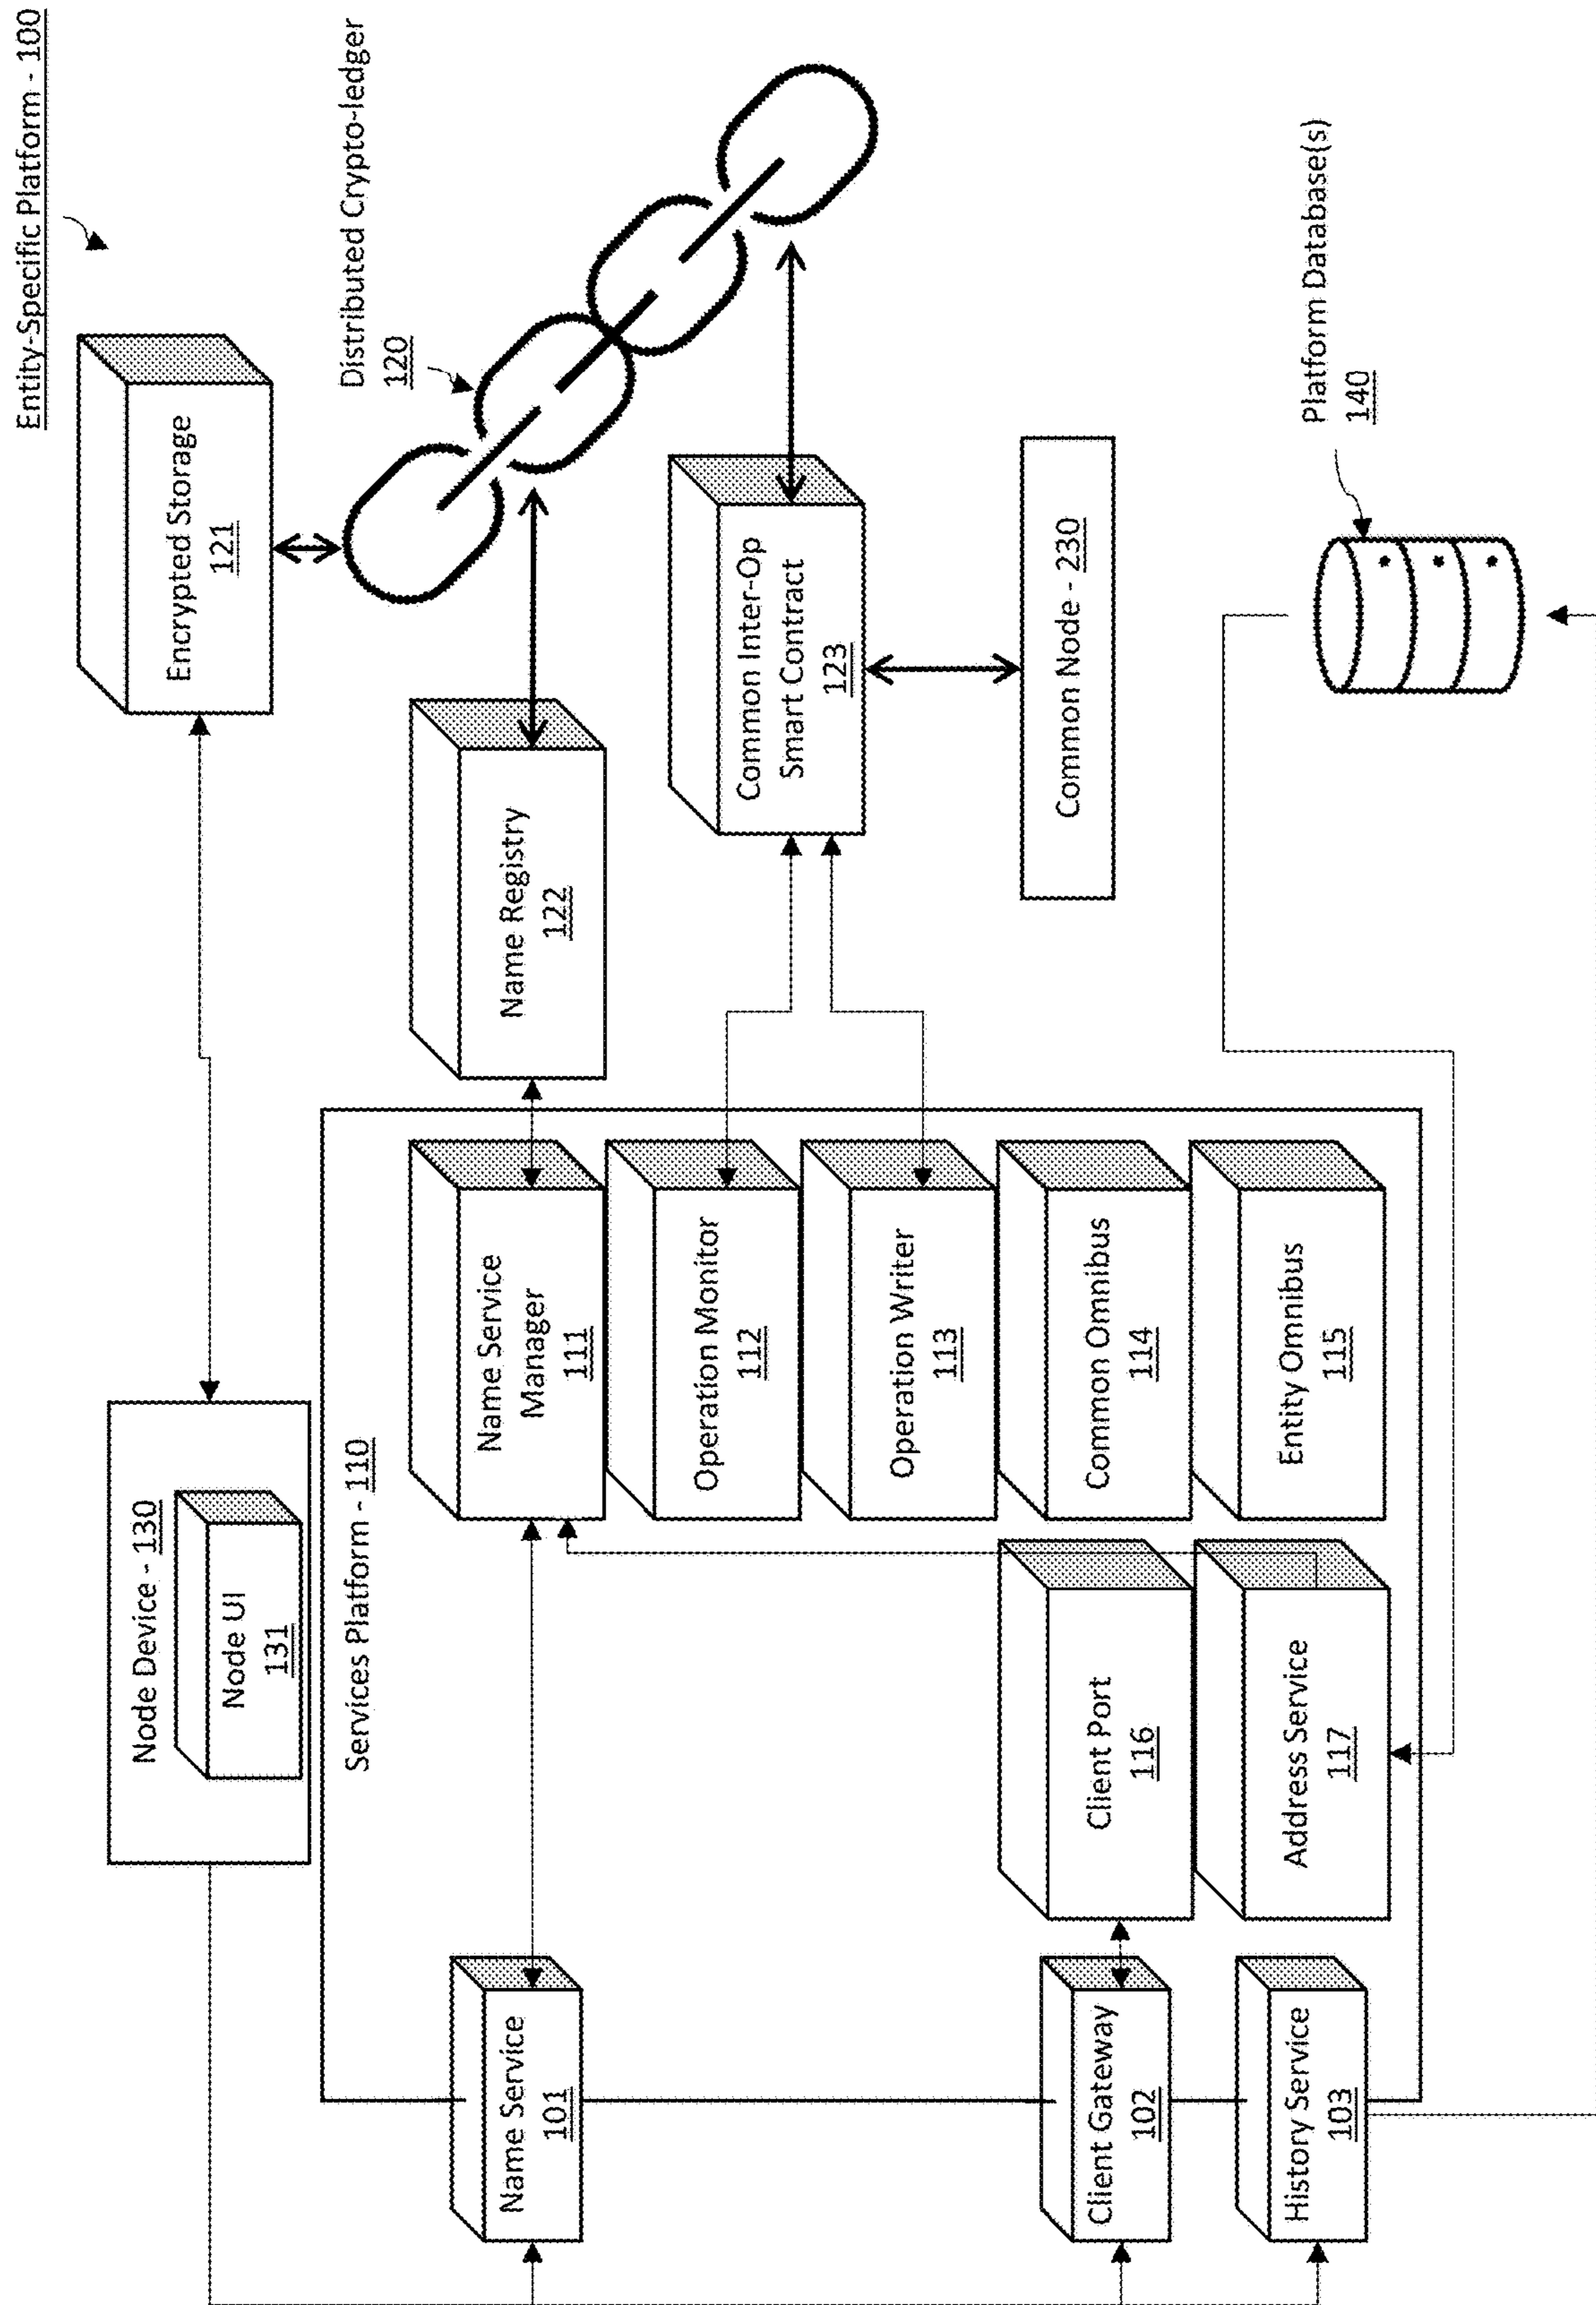 Entity-Specific Platform - 100
Node Device - 130
Node UI
131
Encrypted Storage
121
Distributed Crypto-ledger
120
Services Platform - 110
Name Service
101
Name Service
Manager
111
Name Registry
122
Operation Monitor
112
Common Inter-Op
Smart Contract
123
Operation Writer
113
Client Gateway
102
Client Port
116
Common Omnibus
114
Common Node - 230
History Service
103
Address Service
117
Entity Omnibus
115
Platform Database(s)
140